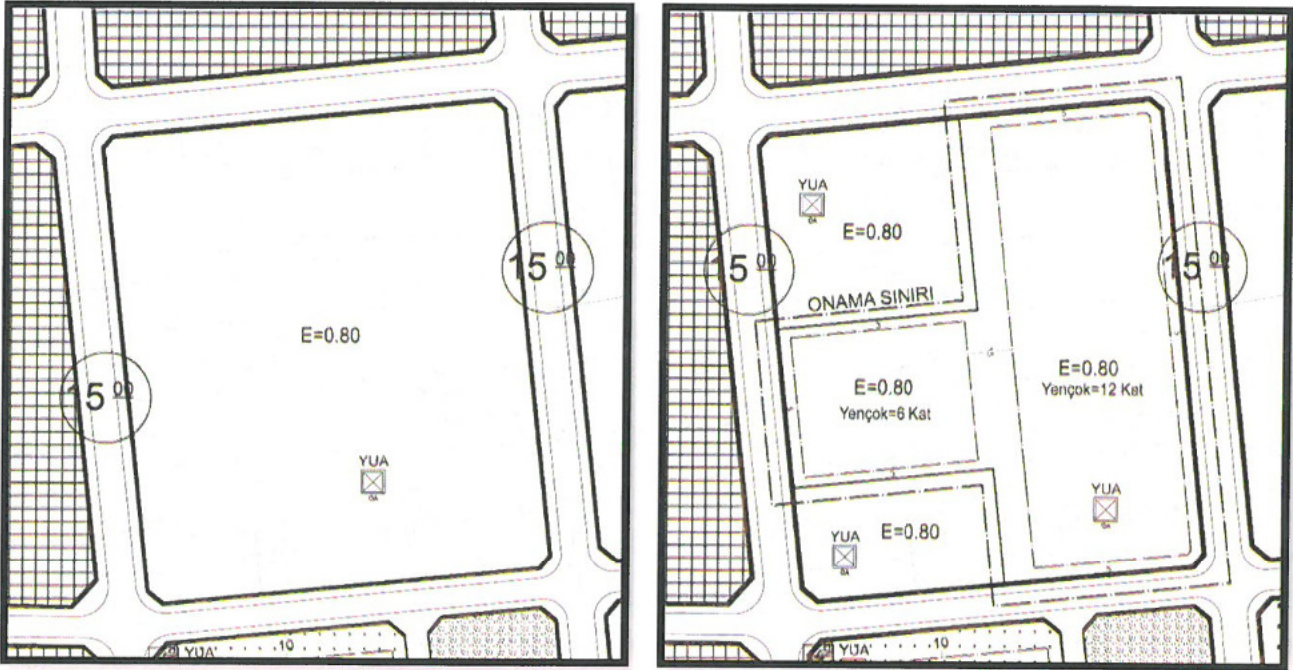 15 00
E=0.80
15 00
YUA
YUA
10
YUA
E=0.80
15 00
15 00
ONAMA SINIRI
E=0.80
Yençok=6 Kat
E=0.80
Yençok=12 Kat
YUA
YUA
E=0.80
YUA
10